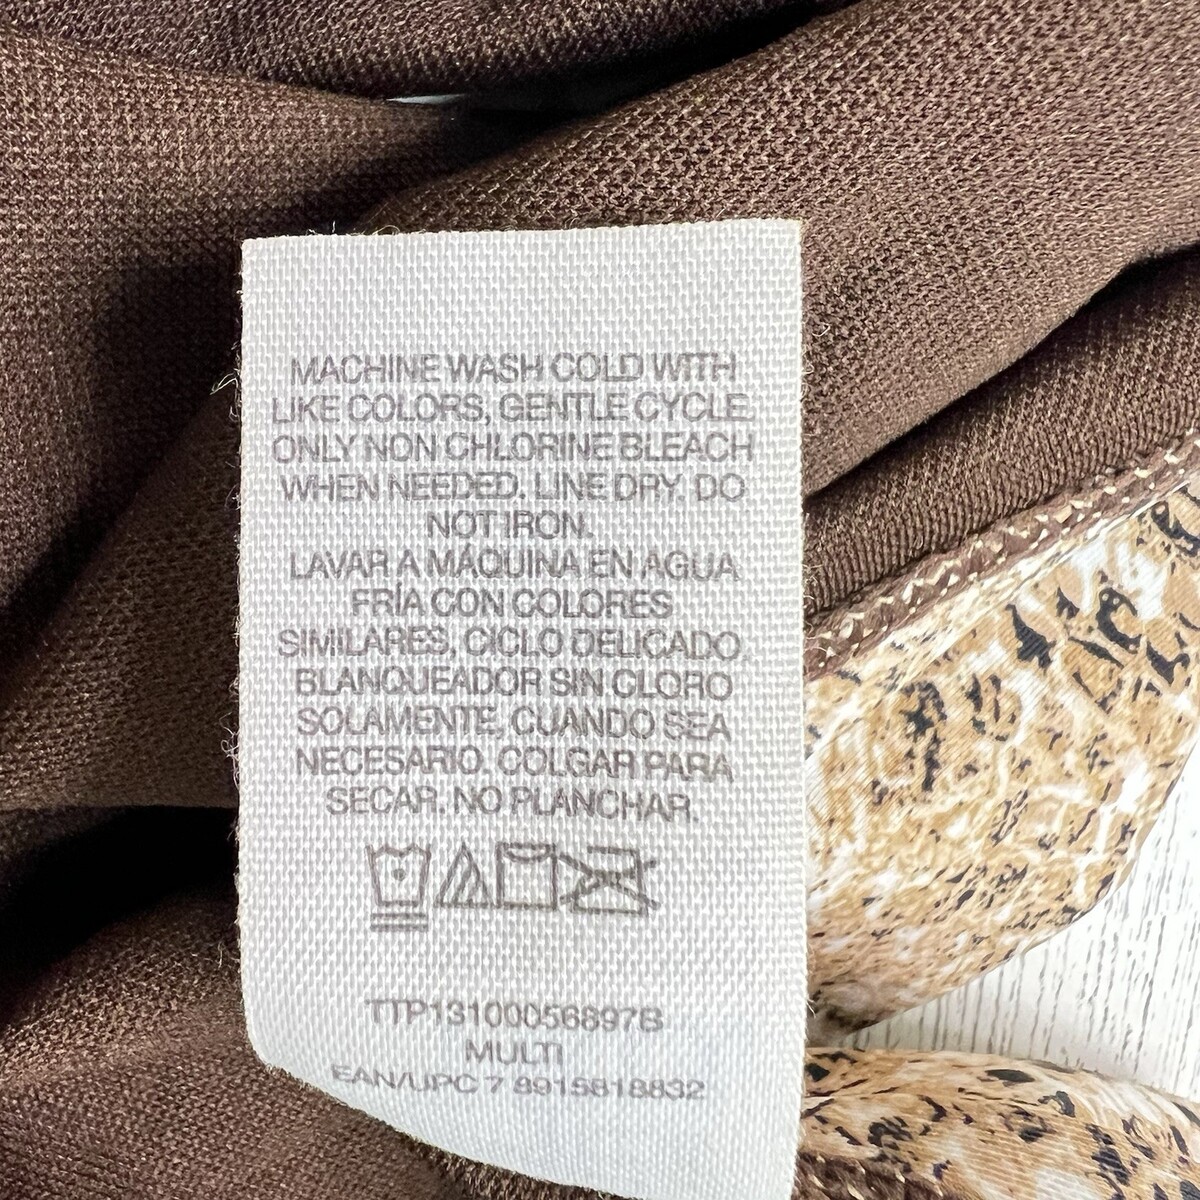 MACHINE WASH COLD WITH
LIKE COLORS, GENTLE CYCLE.
ONLY NON CHLORINE BLEACH
WHEN NEEDED. LINE DRY. DO
NOT IRON.
LAVAR A MÁQUINA EN AGUA
FRÍA CON COLORES
SIMILARES, CICLO DELICADO.
BLANQUEADOR SIN CLORO
SOLAMENTE, CUANDO SEA
NECESARIO. COLGAR PARA
SECAR. NO PLANCHAR.
TTP13100056897B
MULTI
EAN/UPC 7 8915818832